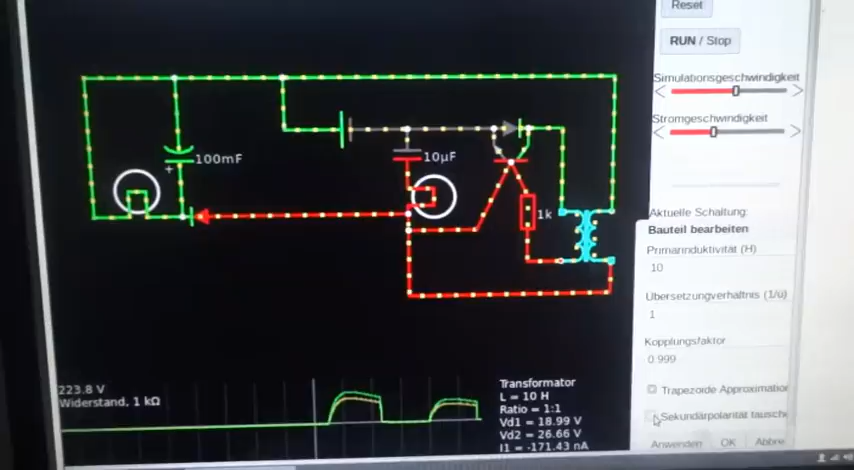 Reset
RUN / Stop
Simulationsgeschwindigkeit
Stromgeschwindigkeit
Aktuelle Schaltung:
Bauteil bearbeiten
Primärinduktivität (H)
10
Übersetzungverhältnis (1/ü)
1
Kopplungsfaktor
0.999
Trapezoide Approximation
Sekundärpolarität tausch
Anwenden OK Abbre
100mF
+
10µF
1k
223.8 V
Widerstand, 1 kΩ
Transformator
L = 10 H
Ratio = 1:1
Vd1 = 18.99 V
Vd2 = 26.66 V
I1 = -171.43 nA